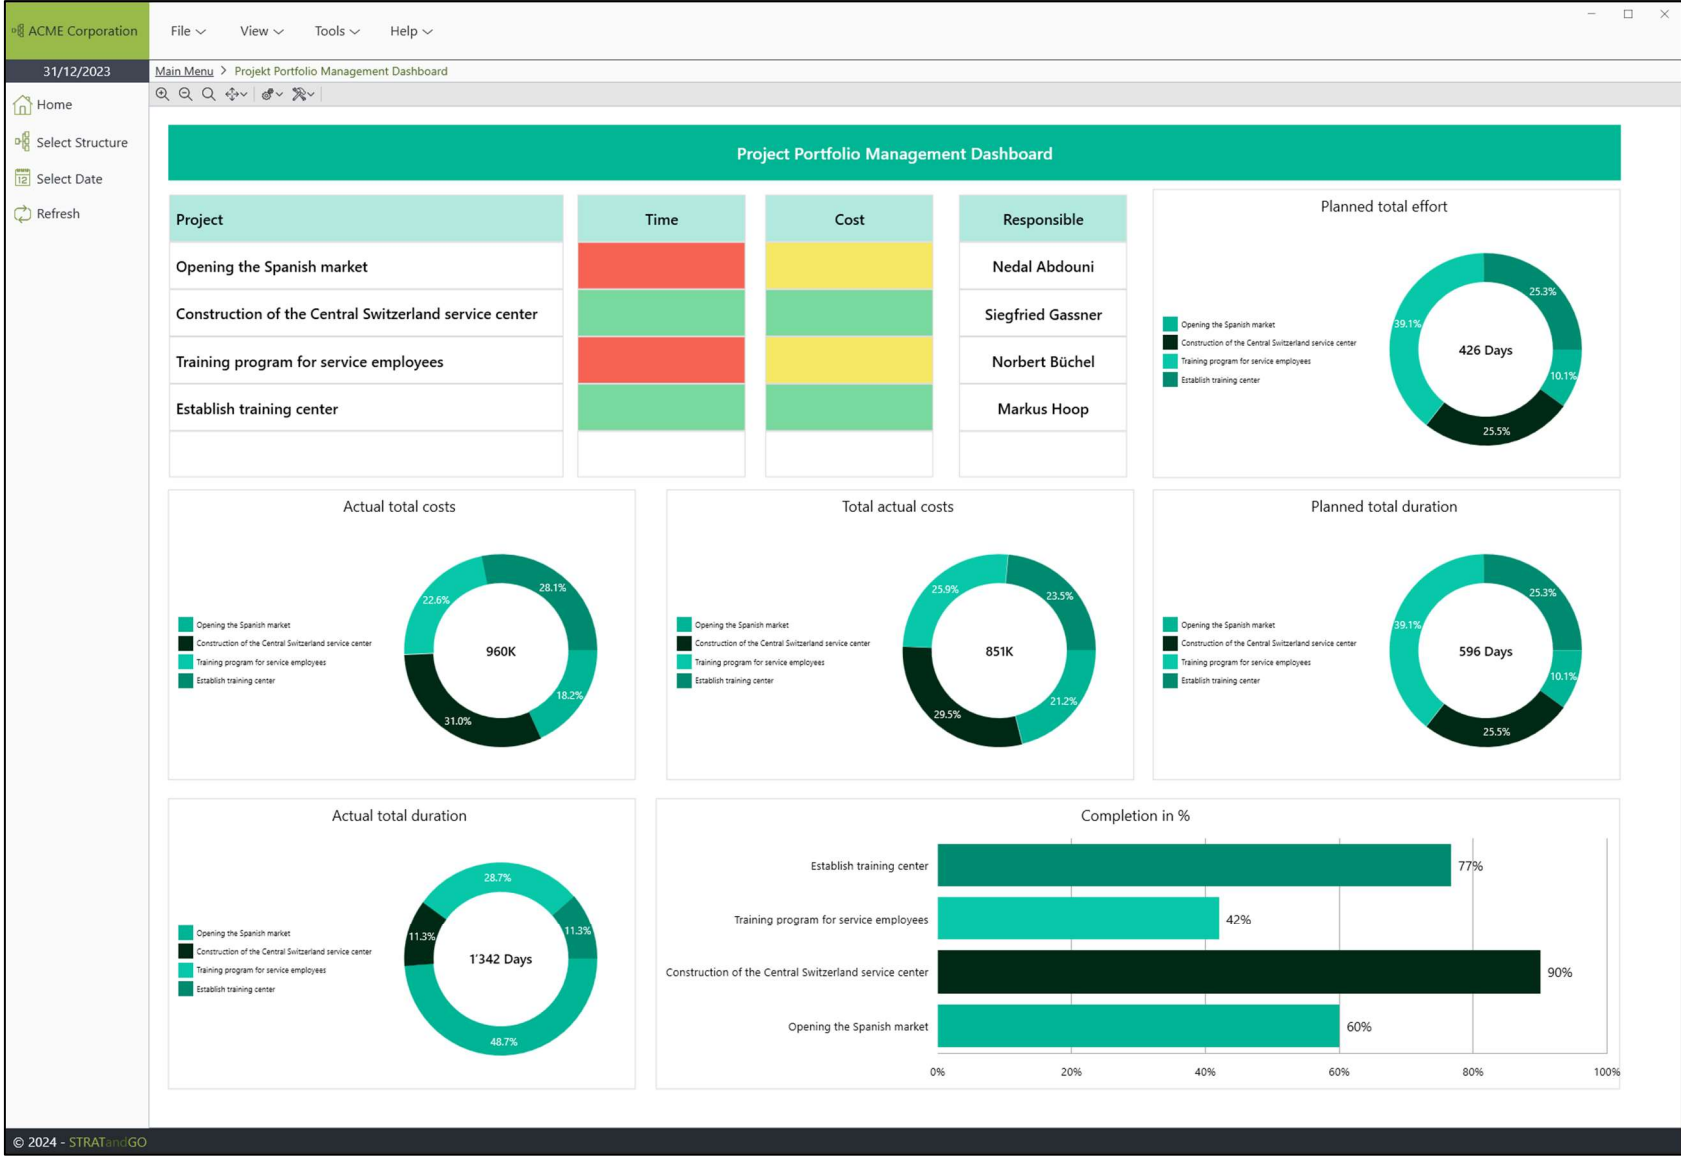 ACME Corporation
File
View
Tools
Help
31/12/2023
Main Menu > Projekt Portfolio Management Dashboard
Home
Select Structure
Select Date
Refresh
Project Portfolio Management Dashboard
Project Time Cost Responsible
Opening the Spanish market Nedal Abdouni
Construction of the Central Switzerland service center Siegfried Gassner
Training program for service employees Norbert Büchel
Establish training center Markus Hoop
Planned total effort
Opening the Spanish market
Construction of the Central Switzerland service center
Training program for service employees
Establish training center
25.3%
39.1%
426 Days
10.1%
25.5%
Actual total costs
Opening the Spanish market
Construction of the Central Switzerland service center
Training program for service employees
Establish training center
28.1%
22.6%
960K
18.2%
31.0%
Total actual costs
Opening the Spanish market
Construction of the Central Switzerland service center
Training program for service employees
Establish training center
25.9%
23.5%
851K
21.2%
29.5%
Planned total duration
Opening the Spanish market
Construction of the Central Switzerland service center
Training program for service employees
Establish training center
25.3%
39.1%
596 Days
10.1%
25.5%
Actual total duration
Opening the Spanish market
Construction of the Central Switzerland service center
Training program for service employees
Establish training center
28.7%
11.3%
11.3%
1'342 Days
48.7%
Completion in %
Establish training center 77%
Training program for service employees 42%
Construction of the Central Switzerland service center 90%
Opening the Spanish market 60%
0% 20% 40% 60% 80% 100%
© 2024 - STRATandGO